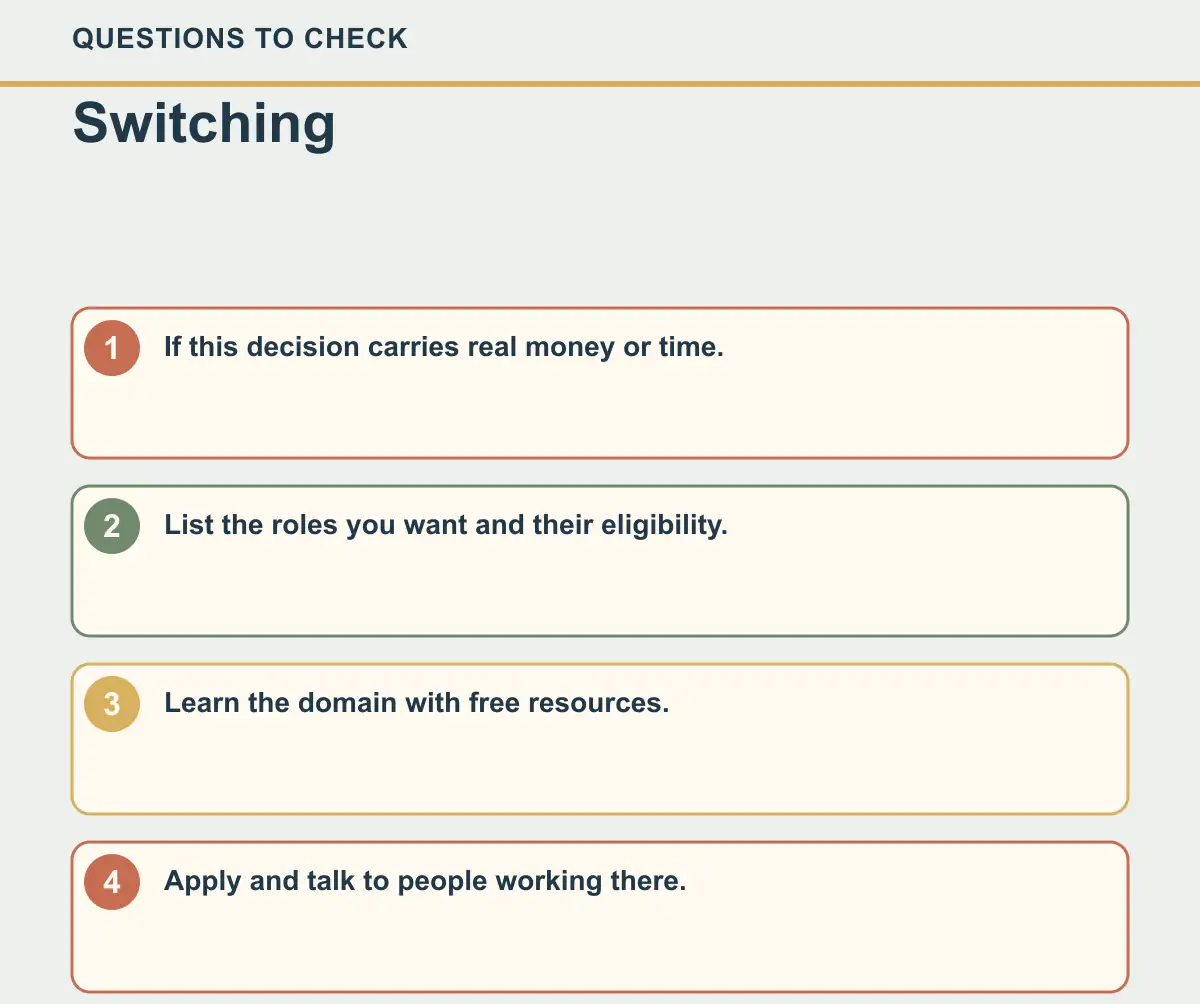 QUESTIONS TO CHECK
Switching
1 If this decision carries real money or time.
2 List the roles you want and their eligibility.
3 Learn the domain with free resources.
4 Apply and talk to people working there.